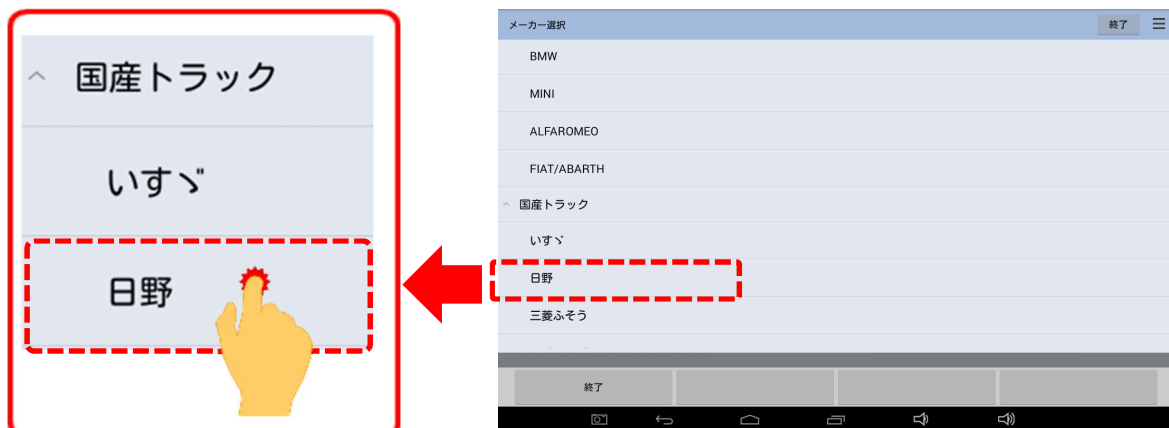 国産トラック
いすゞ
日野
メーカー選択
終了
BMW
MINI
ALFAROMEO
FIAT/ABARTH
国産トラック
いすゞ
日野
三菱ふそう
終了